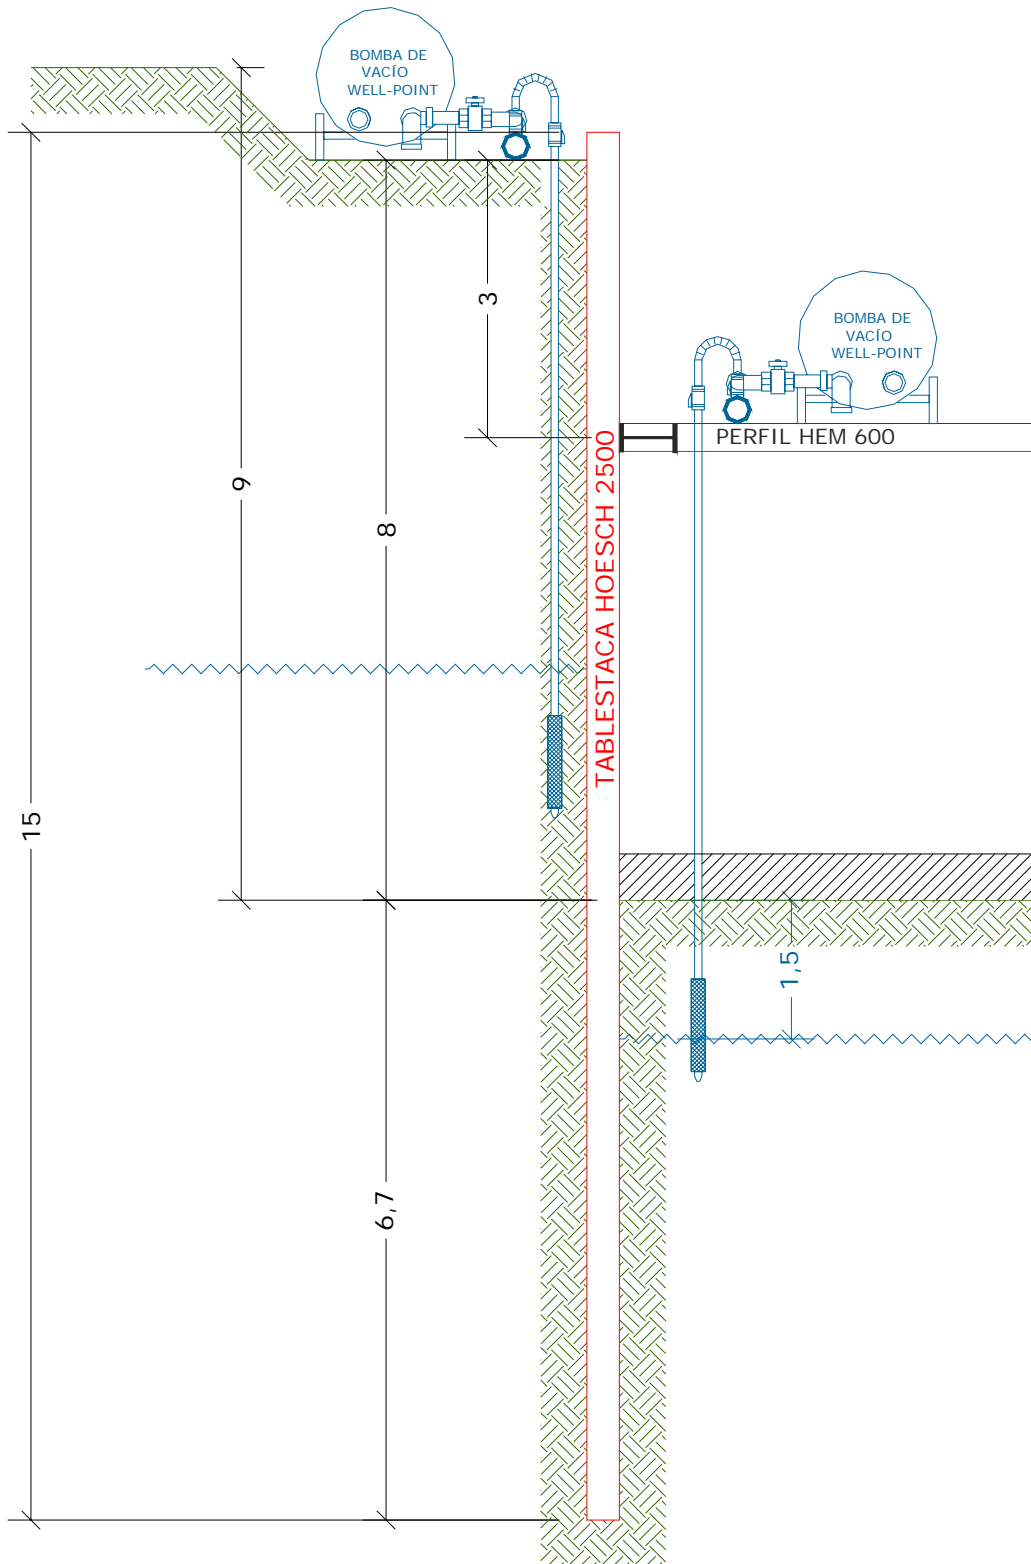 BOMBA DE
VACÍO
WELL-POINT
3
BOMBA DE
VACÍO
WELL-POINT
PERFIL HEM 600
TABLESTACA HOESCH 2500
9
8
15
1,5
6,7